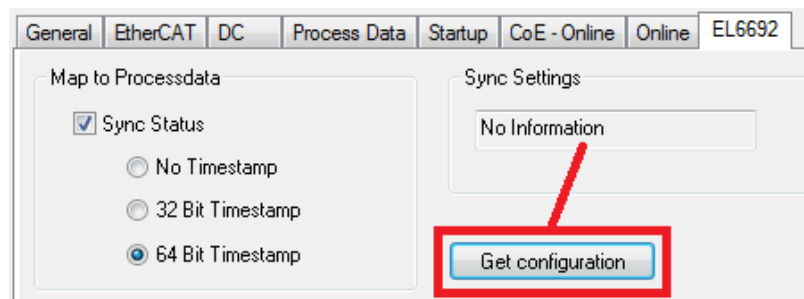 General EtherCAT DC Process Data Startup CoE - Online Online EL6692
Map to Processdata
Sync Status
No Timestamp
32 Bit Timestamp
64 Bit Timestamp
Sync Settings
No Information
Get configuration